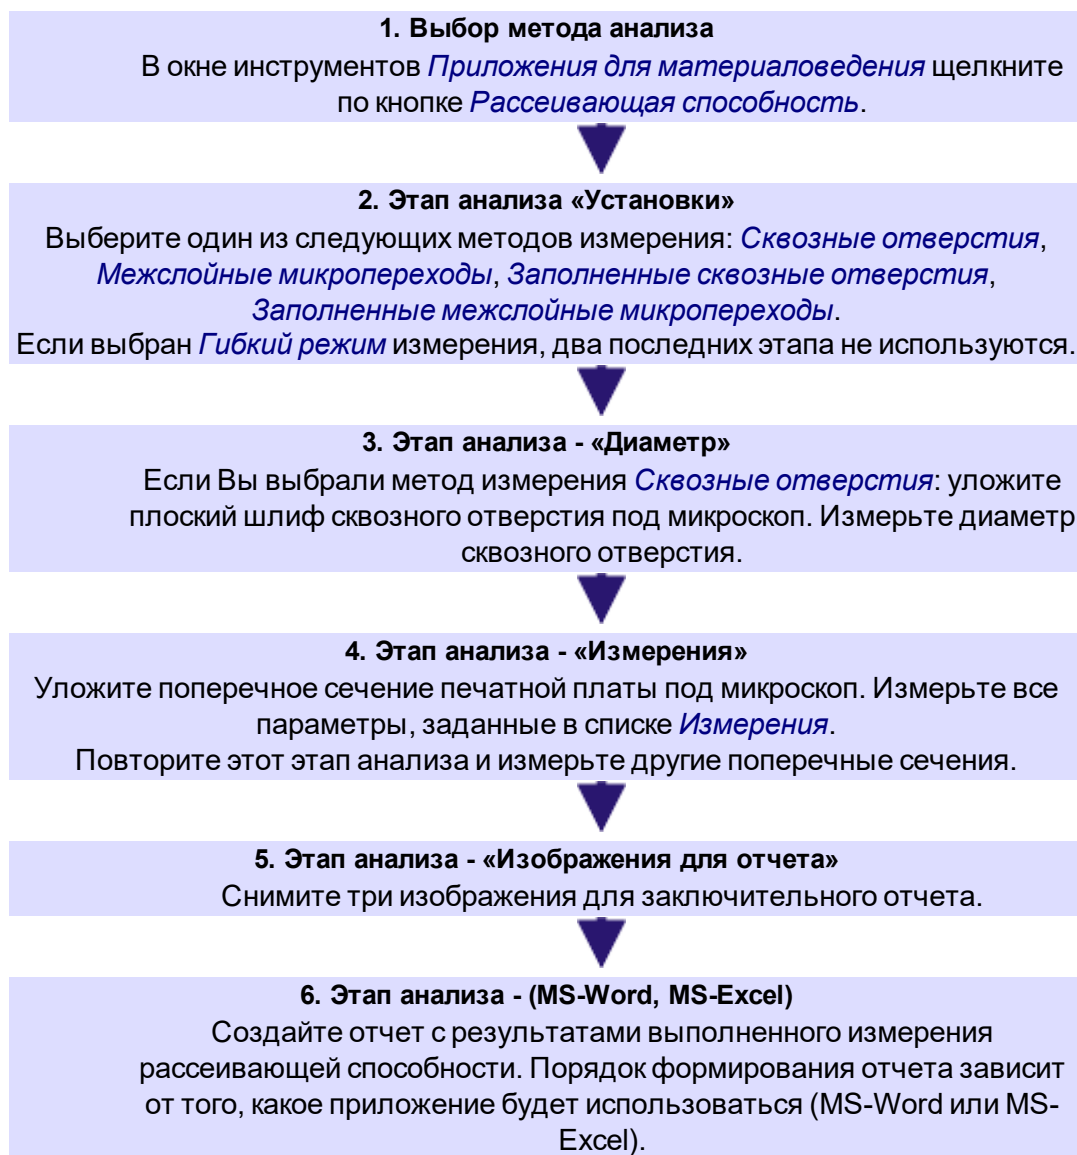 1. Выбор метода анализа
В окне инструментов Приложения для материаловедения щелкните
по кнопке Рассеивающая способность.
2. Этап анализа «Установки»
Выберите один из следующих методов измерения: Сквозные отверстия,
Межслойные микропереходы, Заполненные сквозные отверстия,
Заполненные межслойные микропереходы.
Если выбран Гибкий режим измерения, два последних этапа не используются.
3. Этап анализа - «Диаметр»
Если Вы выбрали метод измерения Сквозные отверстия: уложите
плоский шлиф сквозного отверстия под микроскоп. Измерьте диаметр
сквозного отверстия.
4. Этап анализа - «Измерения»
Уложите поперечное сечение печатной платы под микроскоп. Измерьте все
параметры, заданные в списке Измерения.
Повторите этот этап анализа и измерьте другие поперечные сечения.
5. Этап анализа - «Изображения для отчета»
Снимите три изображения для заключительного отчета.
6. Этап анализа - (MS-Word, MS-Excel)
Создайте отчет с результатами выполненного измерения
рассеивающей способности. Порядок формирования отчета зависит
от того, какое приложение будет использоваться (MS-Word или MS-
Excel).